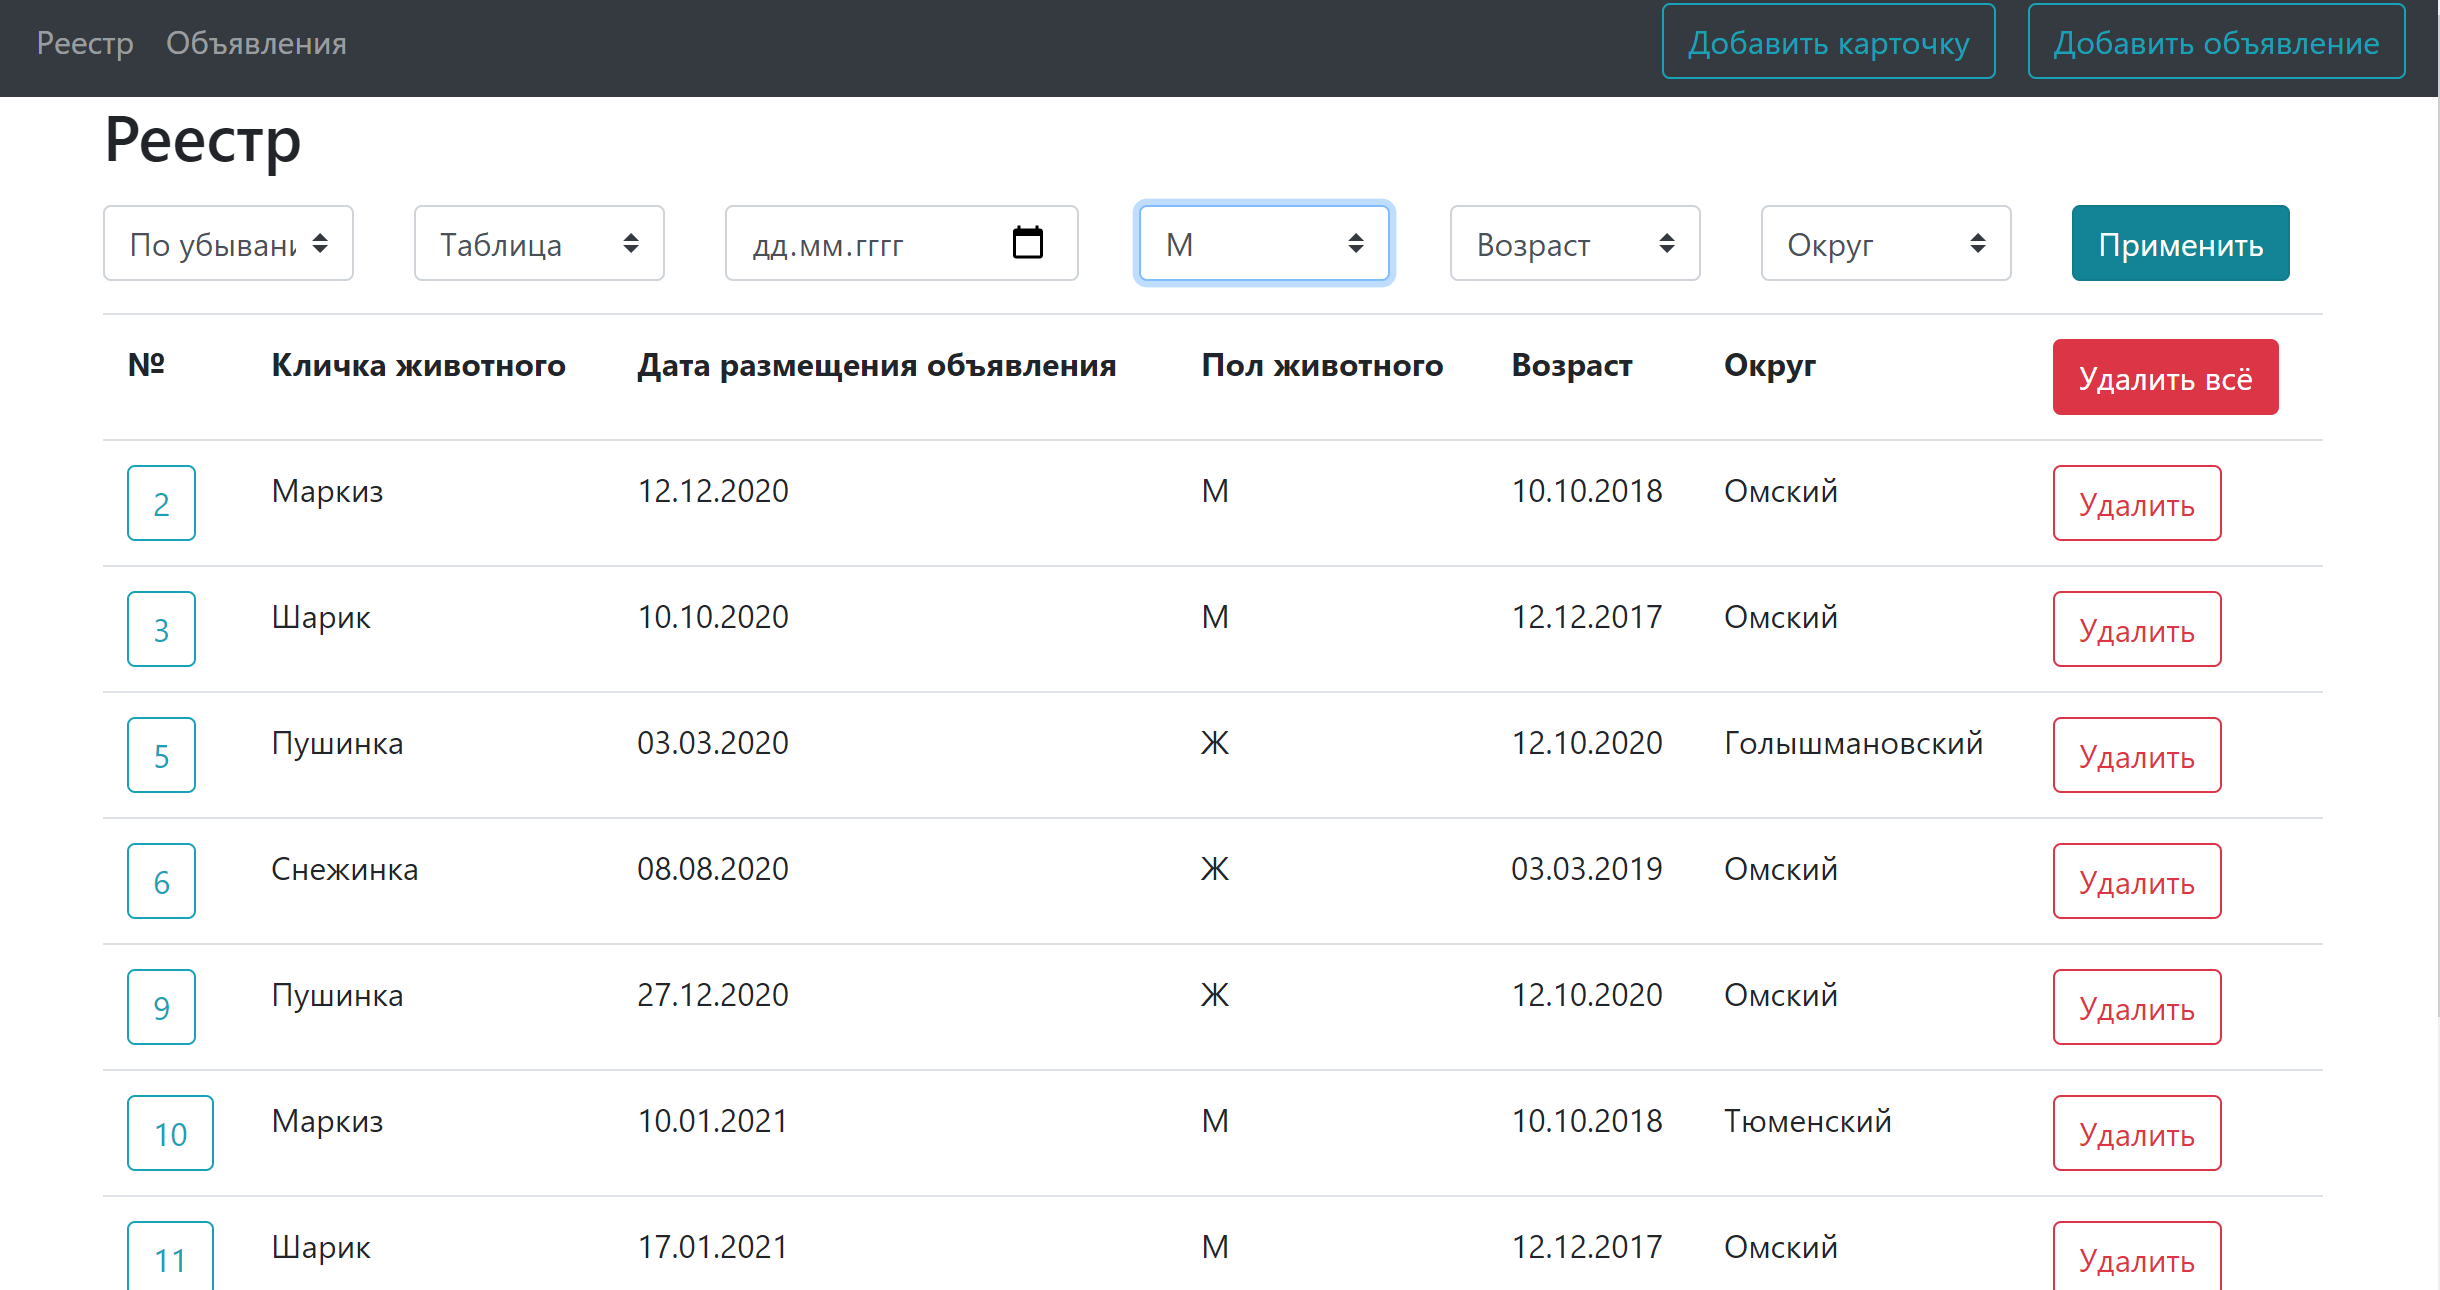 Реестр Объявления Добавить карточку Добавить объявление
Реестр
По убывани Таблица дд.мм.гггг М Возраст Округ Применить
№ Кличка животного Дата размещения объявления Пол животного Возраст Округ Удалить всё
2 Маркиз 12.12.2020 М 10.10.2018 Омский Удалить
3 Шарик 10.10.2020 М 12.12.2017 Омский Удалить
5 Пушинка 03.03.2020 Ж 12.10.2020 Голышмановский Удалить
6 Снежинка 08.08.2020 Ж 03.03.2019 Омский Удалить
9 Пушинка 27.12.2020 Ж 12.10.2020 Омский Удалить
10 Маркиз 10.01.2021 М 10.10.2018 Тюменский Удалить
11 Шарик 17.01.2021 М 12.12.2017 Омский Удалить